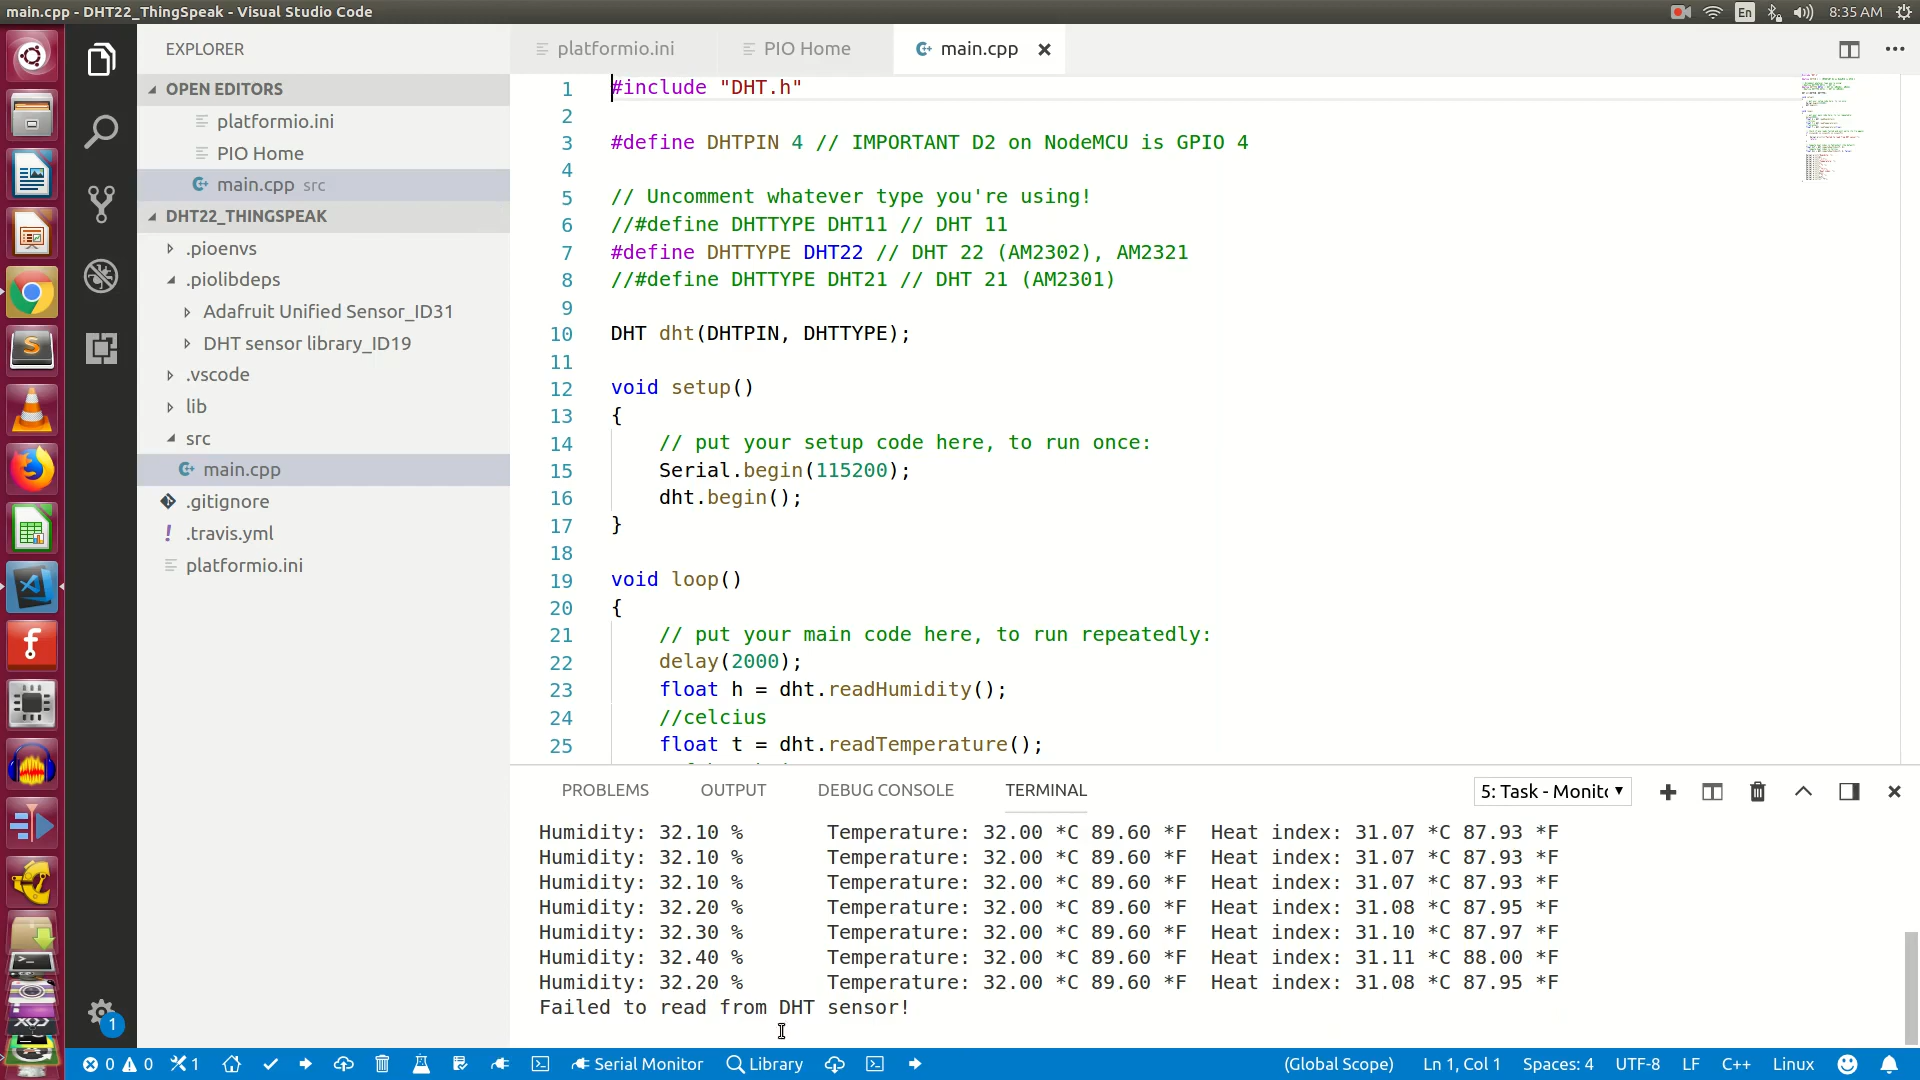 main.cpp - DHT22_ThingSpeak - Visual Studio Code
En
8:35 AM
EXPLORER
OPEN EDITORS
platformio.ini
PIO Home
main.cpp src
DHT22_THINGSPEAK
.pioenvs
.piolibdeps
Adafruit Unified Sensor_ID31
DHT sensor library_ID19
.vscode
lib
src
main.cpp
.gitignore
.travis.yml
platformio.ini
1
platformio.ini
PIO Home
main.cpp
1 #include "DHT.h"
2
3 #define DHTPIN 4 // IMPORTANT D2 on NodeMCU is GPIO 4
4
5 // Uncomment whatever type you're using!
6 //#define DHTTYPE DHT11 // DHT 11
7 #define DHTTYPE DHT22 // DHT 22 (AM2302), AM2321
8 //#define DHTTYPE DHT21 // DHT 21 (AM2301)
9
10 DHT dht(DHTPIN, DHTTYPE);
11
12 void setup()
13 {
14 // put your setup code here, to run once:
15 Serial.begin(115200);
16 dht.begin();
17 }
18
19 void loop()
20 {
21 // put your main code here, to run repeatedly:
22 delay(2000);
23 float h = dht.readHumidity();
24 //celcius
25 float t = dht.readTemperature();
PROBLEMS OUTPUT DEBUG CONSOLE TERMINAL
5: Task - Monitc
Humidity: 32.10 % Temperature: 32.00 *C 89.60 *F Heat index: 31.07 *C 87.93 *F
Humidity: 32.10 % Temperature: 32.00 *C 89.60 *F Heat index: 31.07 *C 87.93 *F
Humidity: 32.10 % Temperature: 32.00 *C 89.60 *F Heat index: 31.07 *C 87.93 *F
Humidity: 32.20 % Temperature: 32.00 *C 89.60 *F Heat index: 31.08 *C 87.95 *F
Humidity: 32.30 % Temperature: 32.00 *C 89.60 *F Heat index: 31.10 *C 87.97 *F
Humidity: 32.40 % Temperature: 32.00 *C 89.60 *F Heat index: 31.11 *C 88.00 *F
Humidity: 32.20 % Temperature: 32.00 *C 89.60 *F Heat index: 31.08 *C 87.95 *F
Failed to read from DHT sensor!
0 0 1 Serial Monitor Library (Global Scope) Ln 1, Col 1 Spaces: 4 UTF-8 LF C++ Linux